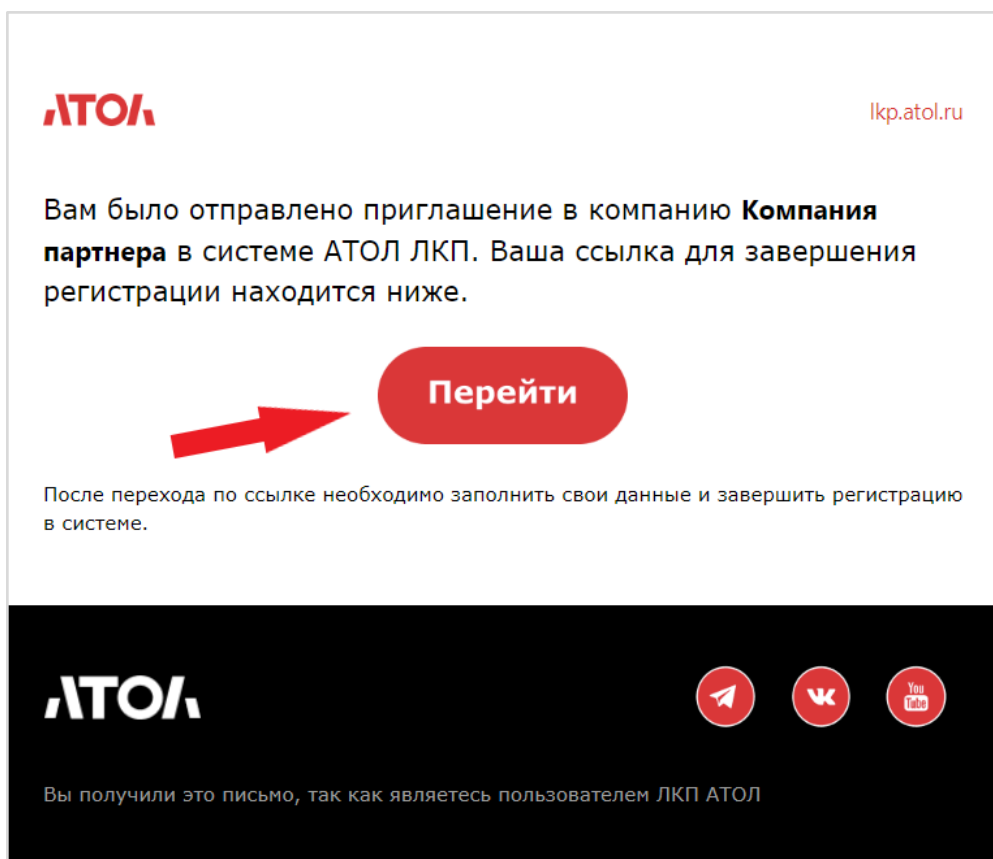 АТОЛ
lkp.atol.ru
Вам было отправлено приглашение в компанию Компания
партнера в системе АТОЛ ЛКП. Ваша ссылка для завершения
регистрации находится ниже.
Перейти
После перехода по ссылке необходимо заполнить свои данные и завершить регистрацию
в системе.
АТОЛ
You
Tube
Вы получили это письмо, так как являетесь пользователем ЛКП АТОЛ